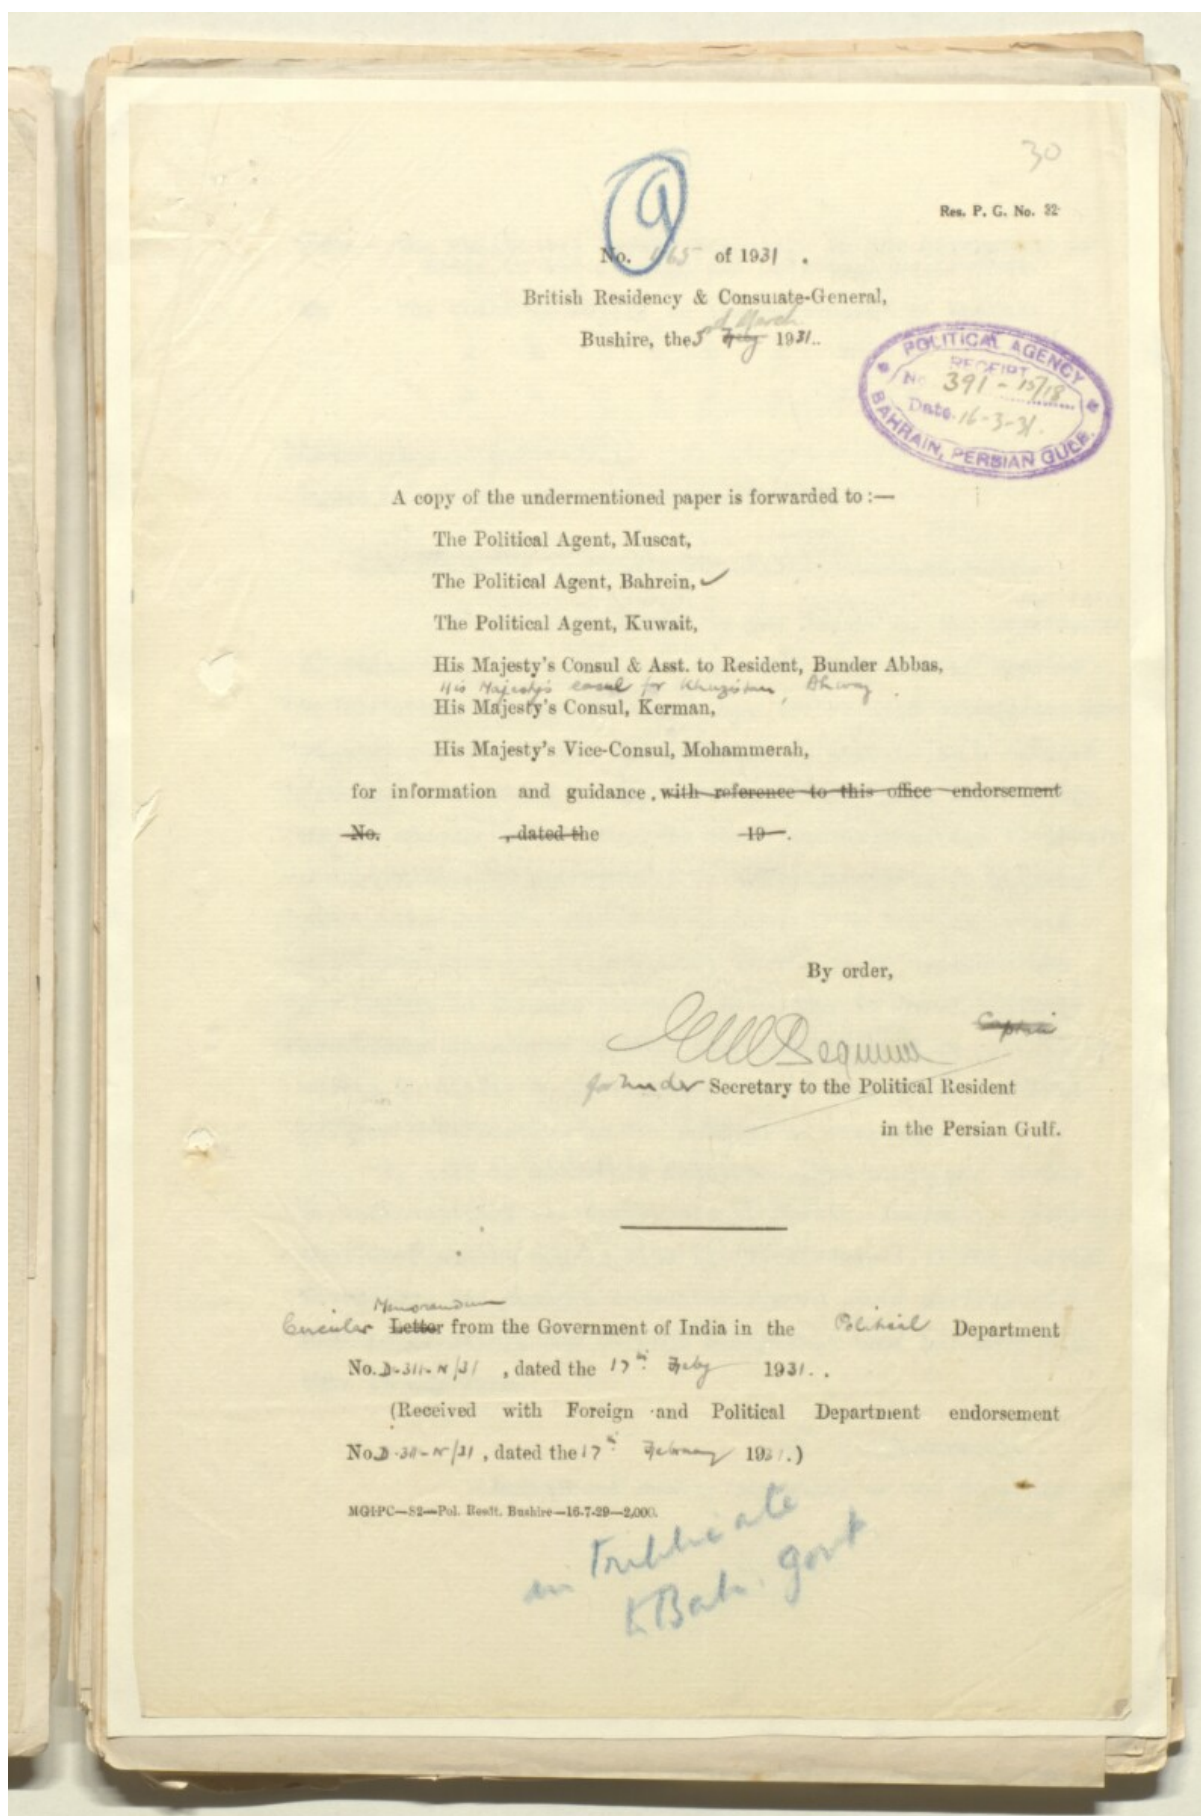 30
9
Res. P. G. No. 32
No. 665 of 1931 .
British Residency & Consulate-General,
March
Bushire, the 3rd Feby 1931..
POLITICAL AGENCY
RECEIPT
No 391 - 15/18
Date 16-3-31.
BAHRAIN, PERSIAN GULF.
A copy of the undermentioned paper is forwarded to :—
The Political Agent, Muscat,
The Political Agent, Bahrein, ✓
The Political Agent, Kuwait,
His Majesty's Consul & Asst. to Resident, Bunder Abbas,
His Majesty's Consul for Khuzistan, Ahwaz.
His Majesty's Consul, Kerman,
His Majesty's Vice-Consul, Mohammerah,
for information and guidance, with reference to this office endorsement
No. , dated the 19 .
By order,
Captain
for Under Secretary to the Political Resident
in the Persian Gulf.
Memorandum
Circular Letter from the Government of India in the Political Department
No. D-311-N/31 , dated the 17th Feby 1931. .
(Received with Foreign and Political Department endorsement
No. D-311-N/31 , dated the 17th February 1931.)
MGIPC—S2—Pol. Resdt. Bushire—16-7-29—2,000.
in Triplicate
to Bah. Govt